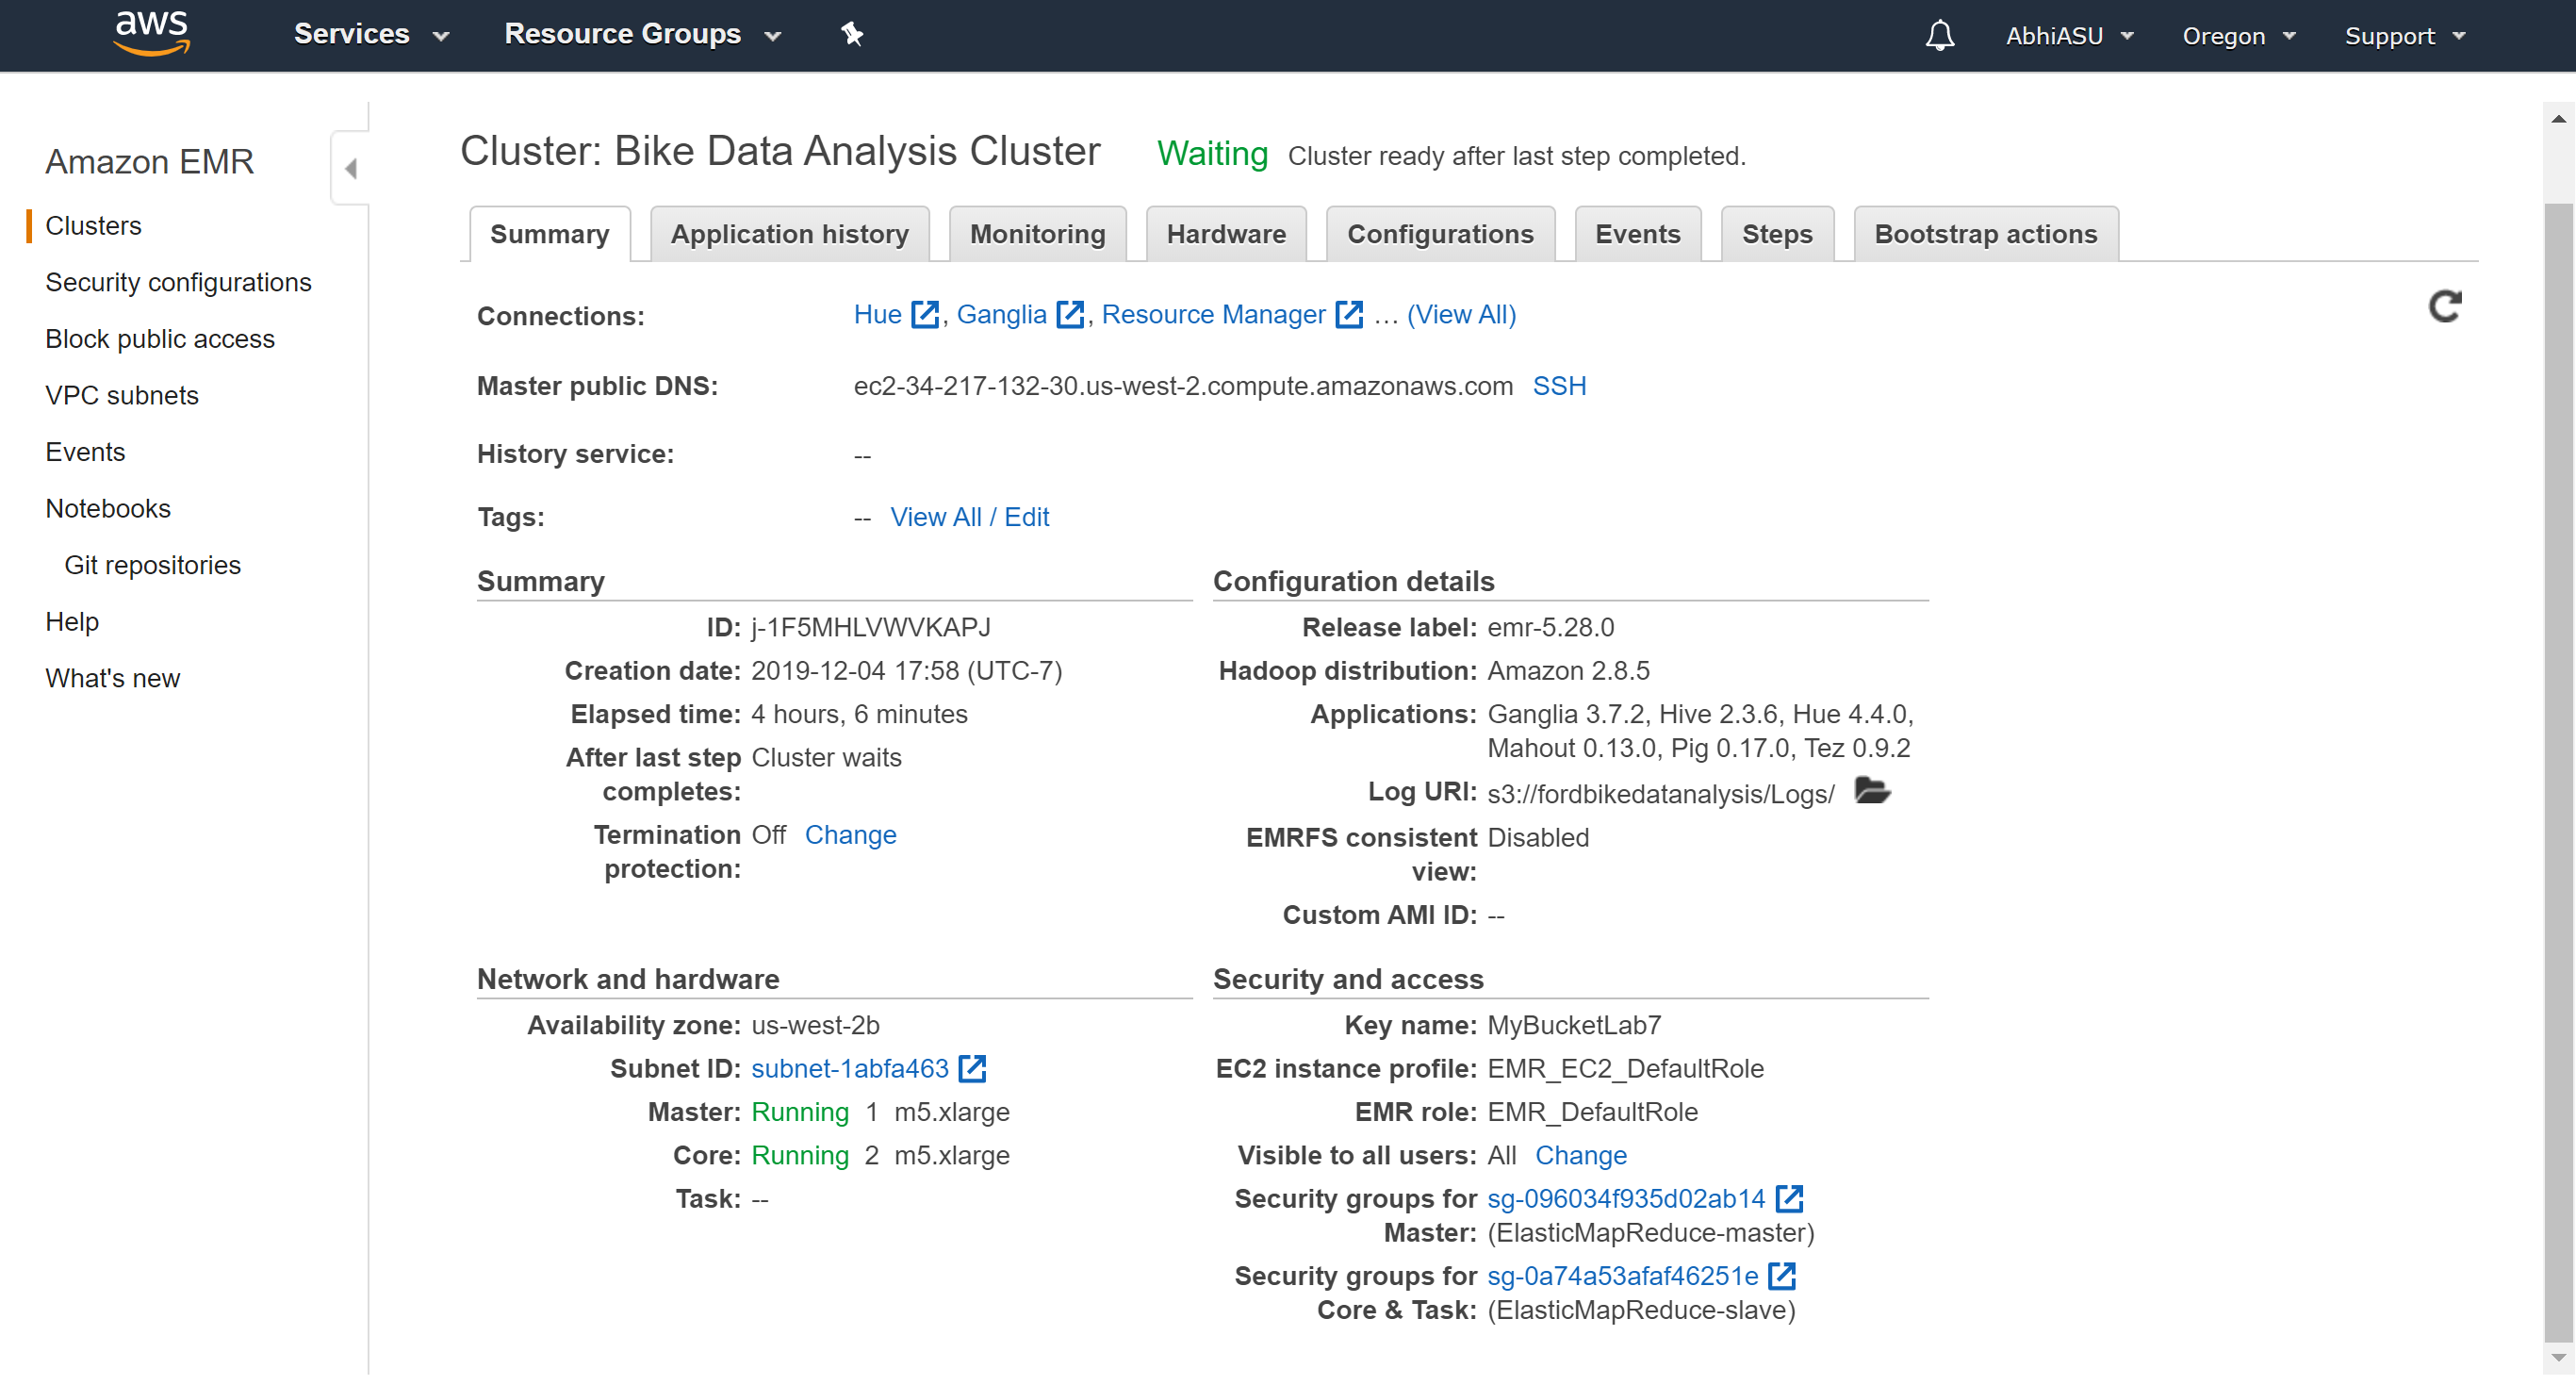 aws Services Resource Groups AbhiASU Oregon Support
Amazon EMR
Clusters
Security configurations
Block public access
VPC subnets
Events
Notebooks
Git repositories
Help
What's new
Cluster: Bike Data Analysis Cluster Waiting Cluster ready after last step completed.
Summary Application history Monitoring Hardware Configurations Events Steps Bootstrap actions
Connections: Hue , Ganglia , Resource Manager … (View All)
Master public DNS: ec2-34-217-132-30.us-west-2.compute.amazonaws.com SSH
History service: --
Tags: -- View All / Edit
Summary
ID: j-1F5MHLVWVKAPJ
Creation date: 2019-12-04 17:58 (UTC-7)
Elapsed time: 4 hours, 6 minutes
After last step Cluster waits
completes:
Termination Off Change
protection:
Configuration details
Release label: emr-5.28.0
Hadoop distribution: Amazon 2.8.5
Applications: Ganglia 3.7.2, Hive 2.3.6, Hue 4.4.0,
Mahout 0.13.0, Pig 0.17.0, Tez 0.9.2
Log URI: s3://fordbikedatanalysis/Logs/
EMRFS consistent Disabled
view:
Custom AMI ID: --
Network and hardware
Availability zone: us-west-2b
Subnet ID: subnet-1abfa463
Master: Running 1 m5.xlarge
Core: Running 2 m5.xlarge
Task: --
Security and access
Key name: MyBucketLab7
EC2 instance profile: EMR_EC2_DefaultRole
EMR role: EMR_DefaultRole
Visible to all users: All Change
Security groups for sg-096034f935d02ab14
Master: (ElasticMapReduce-master)
Security groups for sg-0a74a53afaf46251e
Core & Task: (ElasticMapReduce-slave)